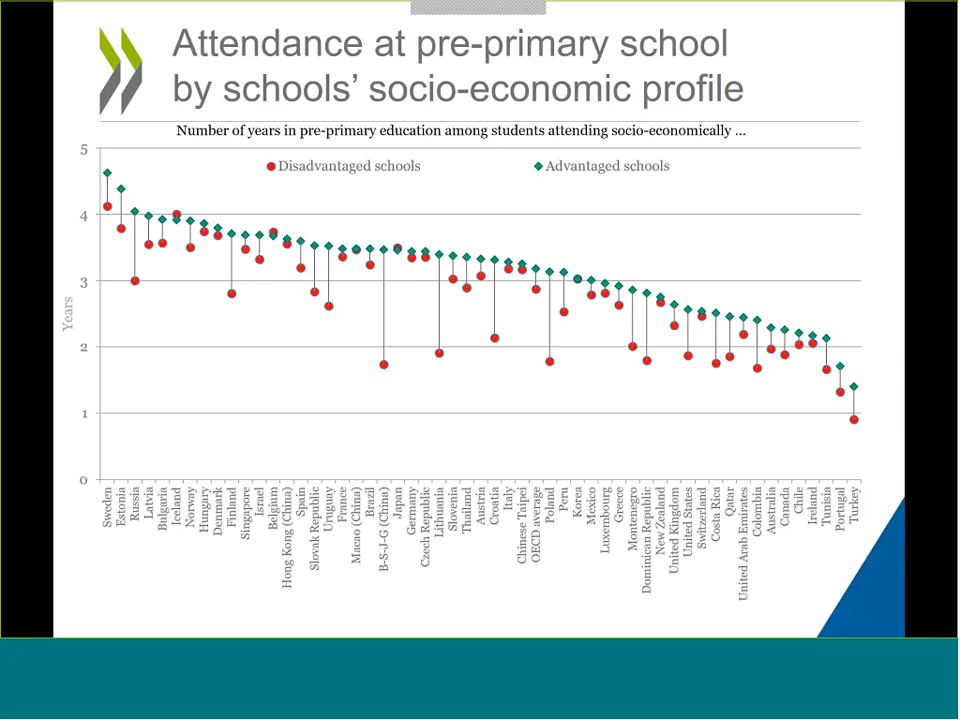 Attendance at pre-primary school
by schools' socio-economic profile
Number of years in pre-primary education among students attending socio-economically ...
Disadvantaged schools
Advantaged schools
Years
5
4
3
2
1
0
Sweden
Estonia
Russia
Latvia
Bulgaria
Iceland
Norway
Hungary
Denmark
Finland
Singapore
Israel
Belgium
Hong Kong (China)
Spain
Slovak Republic
Uruguay
France
Macao (China)
Brazil
B-S-J-G (China)
Japan
Germany
Czech Republic
Lithuania
Slovenia
Thailand
Austria
Croatia
Italy
Chinese Taipei
OECD average
Poland
Peru
Korea
Mexico
Luxembourg
Greece
Montenegro
Dominican Republic
New Zealand
United Kingdom
United States
Switzerland
Costa Rica
Qatar
United Arab Emirates
Colombia
Australia
Canada
Chile
Ireland
Tunisia
Portugal
Turkey